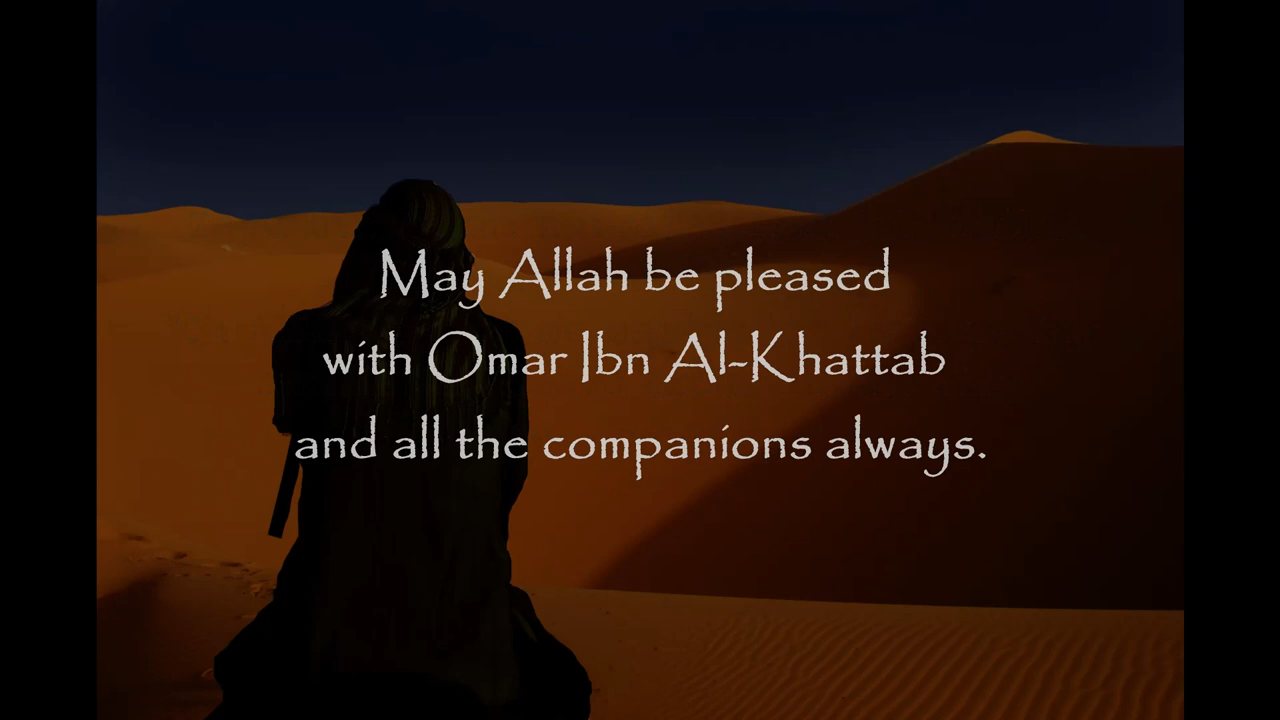 May Allah be pleased
with Omar Ibn Al-Khattab
and all the companions always.